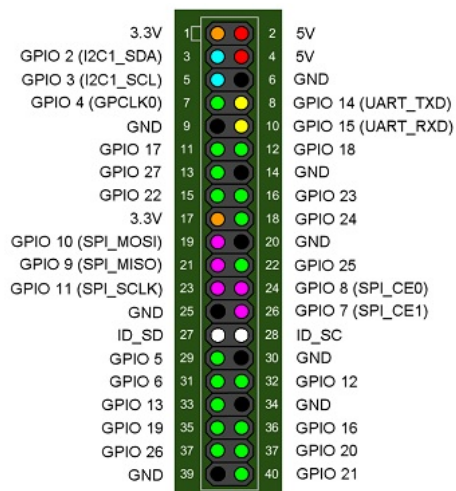 3.3V 1 2 5V
GPIO 2 (I2C1_SDA) 3 4 5V
GPIO 3 (I2C1_SCL) 5 6 GND
GPIO 4 (GPCLK0) 7 8 GPIO 14 (UART_TXD)
GND 9 10 GPIO 15 (UART_RXD)
GPIO 17 11 12 GPIO 18
GPIO 27 13 14 GND
GPIO 22 15 16 GPIO 23
3.3V 17 18 GPIO 24
GPIO 10 (SPI_MOSI) 19 20 GND
GPIO 9 (SPI_MISO) 21 22 GPIO 25
GPIO 11 (SPI_SCLK) 23 24 GPIO 8 (SPI_CE0)
GND 25 26 GPIO 7 (SPI_CE1)
ID_SD 27 28 ID_SC
GPIO 5 29 30 GND
GPIO 6 31 32 GPIO 12
GPIO 13 33 34 GND
GPIO 19 35 36 GPIO 16
GPIO 26 37 37 GPIO 20
GND 39 40 GPIO 21